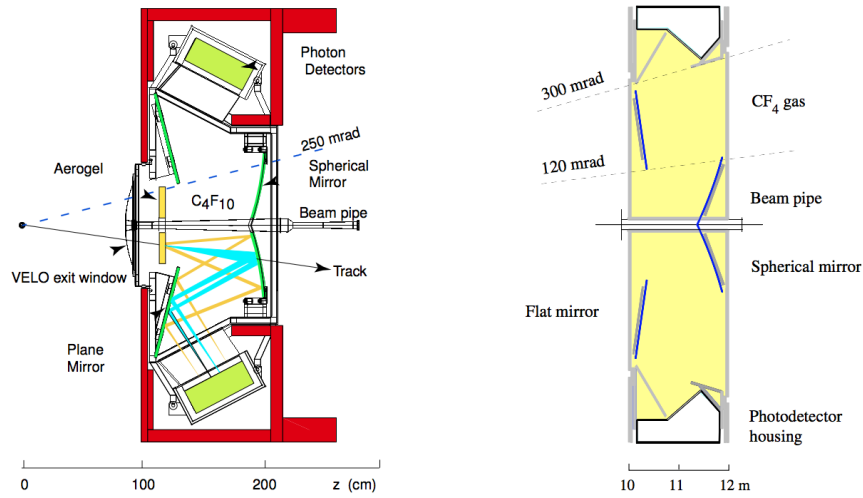 Photon
Detectors
250 mrad
Aerogel
Spherical
Mirror
C₄F₁₀
Beam pipe
VELO exit window
Track
Plane
Mirror
0 100 200 z (cm)
300 mrad
CF₄ gas
120 mrad
Beam pipe
Spherical mirror
Flat mirror
Photodetector
housing
10 11 12 m